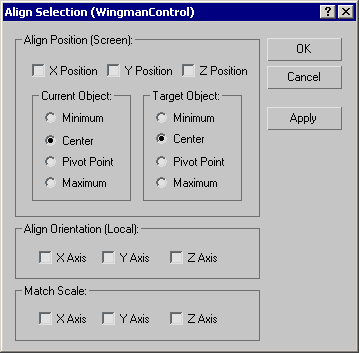 Align Selection (WingmanControl)
Align Position (Screen):
X Position Y Position Z Position
Current Object: Target Object:
Minimum Minimum
Center Center
Pivot Point Pivot Point
Maximum Maximum
OK
Cancel
Apply
Align Orientation (Local):
X Axis Y Axis Z Axis
Match Scale:
X Axis Y Axis Z Axis